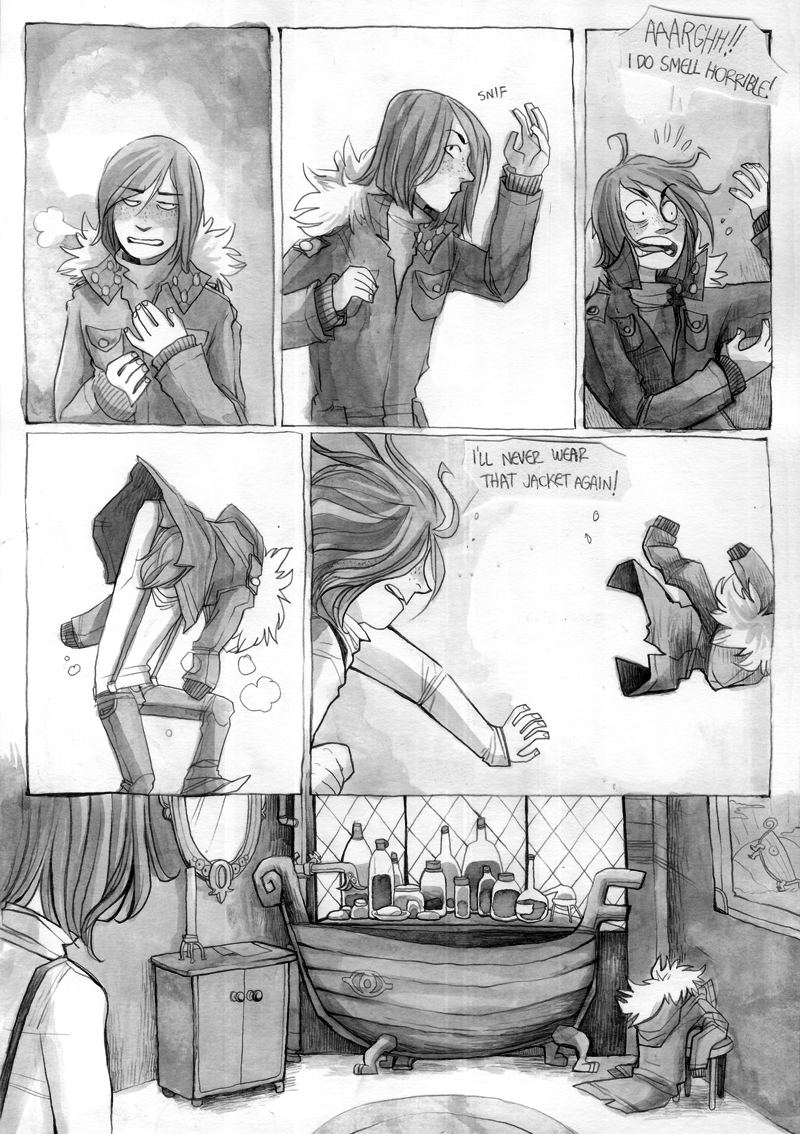 SNIF
AAARGHH!!
I DO SMELL HORRIBLE!
I'LL NEVER WEAR
THAT JACKET AGAIN!